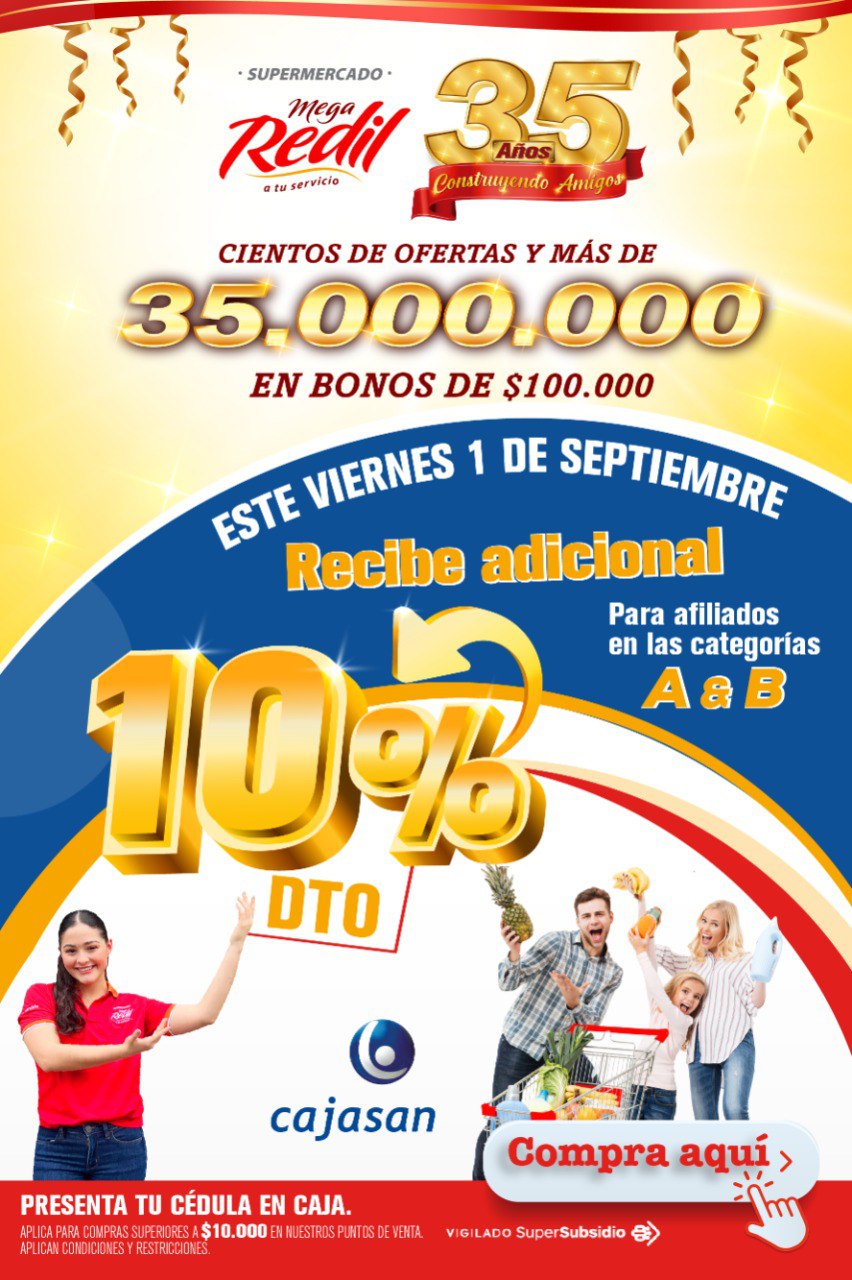 · SUPERMERCADO ·
Mega
Redil
a tu servicio
35
Años
Construyendo Amigos
CIENTOS DE OFERTAS Y MÁS DE
35.000.000
EN BONOS DE $100.000
ESTE VIERNES 1 DE SEPTIEMBRE
Recibe adicional
Para afiliados
en las categorías
A & B
10%
DTO
Redil
cajasan
Compra aquí >
PRESENTA TU CÉDULA EN CAJA.
APLICA PARA COMPRAS SUPERIORES A $10.000 EN NUESTROS PUNTOS DE VENTA.
APLICAN CONDICIONES Y RESTRICCIONES.
VIGILADO SuperSubsidio